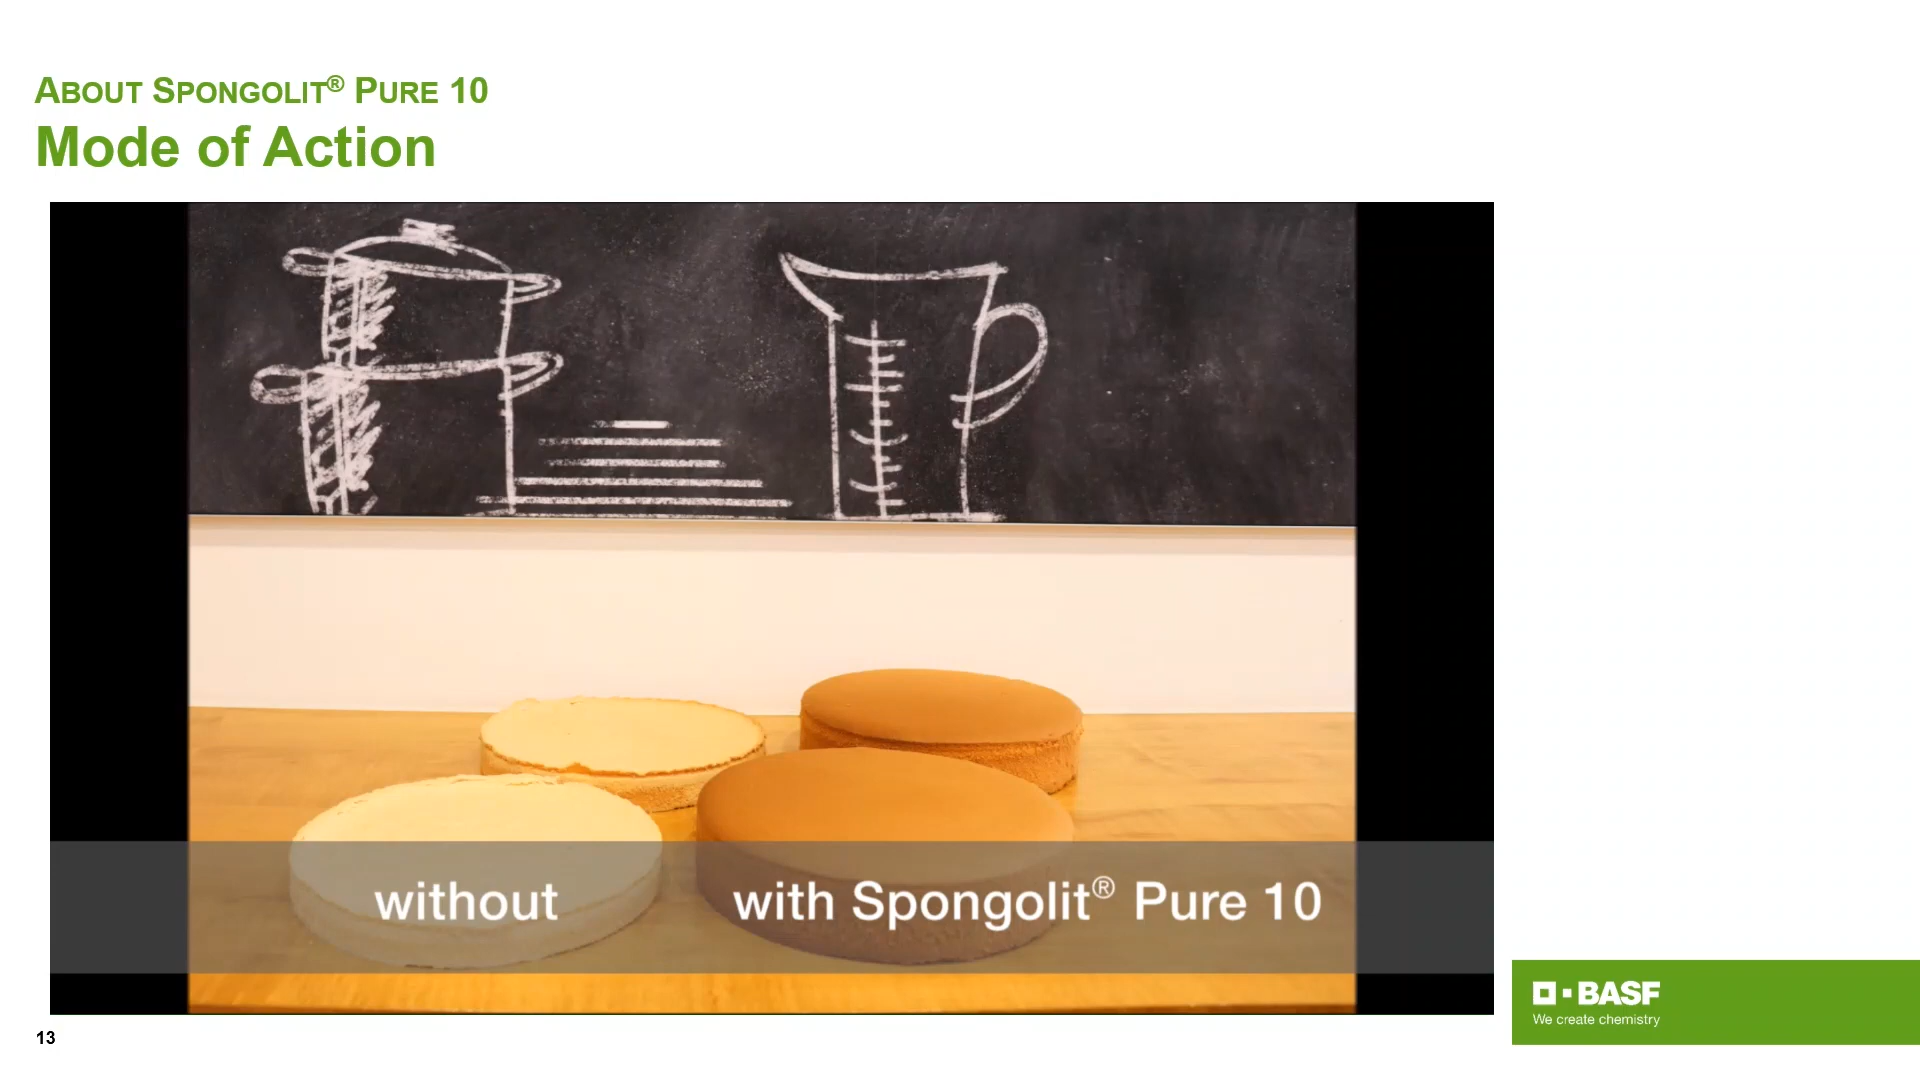 ABOUT SPONGOLIT® PURE 10
Mode of Action
without
with Spongolit® Pure 10
BASF
We create chemistry
13